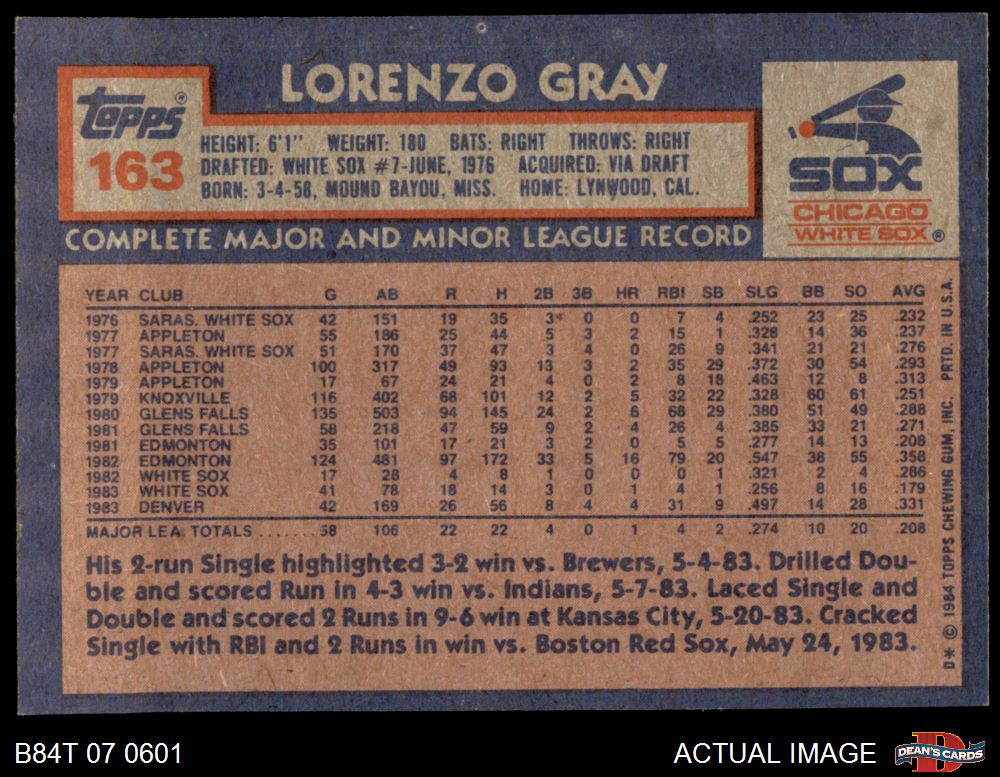 LORENZO GRAY
Topps®
163
HEIGHT: 6'1" WEIGHT: 180 BATS: RIGHT THROWS: RIGHT
DRAFTED: WHITE SOX #7-JUNE, 1976 ACQUIRED: VIA DRAFT
BORN: 3-4-58, MOUND BAYOU, MISS. HOME: LYNWOOD, CAL.
SOX
CHICAGO
WHITE SOX®
COMPLETE MAJOR AND MINOR LEAGUE RECORD
YEAR CLUB G AB R H 2B 3B HR RBI SB SLG BB SO AVG
1976 SARAS. WHITE SOX 42 151 19 35 3 0 0 7 4 .252 23 25 .232
1977 APPLETON 55 186 25 44 5 3 2 15 1 .328 14 36 .237
1977 SARAS. WHITE SOX 51 170 37 47 3 4 0 26 9 .341 21 21 .276
1978 APPLETON 100 317 49 93 13 3 2 35 29 .372 30 54 .293
1979 APPLETON 17 67 24 21 4 0 2 8 18 .463 12 8 .313
1979 KNOXVILLE 116 402 68 101 12 2 5 32 22 .328 60 61 .251
1980 GLENS FALLS 135 503 94 145 24 2 6 68 29 .380 51 49 .288
1981 GLENS FALLS 58 218 47 59 9 2 4 26 4 .385 33 21 .271
1981 EDMONTON 35 101 17 21 3 2 0 5 5 .277 14 13 .208
1982 EDMONTON 124 481 97 172 33 5 16 79 20 .547 38 55 .358
1982 WHITE SOX 17 28 4 8 1 0 0 0 1 .321 2 4 .286
1983 WHITE SOX 41 78 18 14 3 0 1 4 1 .256 8 16 .179
1983 DENVER 42 169 26 56 8 4 4 31 9 .497 14 28 .331
MAJOR LEA. TOTALS ....... 58 106 22 22 4 0 1 4 2 .274 10 20 .208
His 2-run Single highlighted 3-2 win vs. Brewers, 5-4-83. Drilled Dou-
ble and scored Run in 4-3 win vs. Indians, 5-7-83. Laced Single and
Double and scored 2 Runs in 9-6 win at Kansas City, 5-20-83. Cracked
Single with RBI and 2 Runs in win vs. Boston Red Sox, May 24, 1983.
D* © 1984 TOPPS CHEWING GUM, INC. PRTD. IN U.S.A.
B84T 07 0601
ACTUAL IMAGE
DEAN'S CARDS